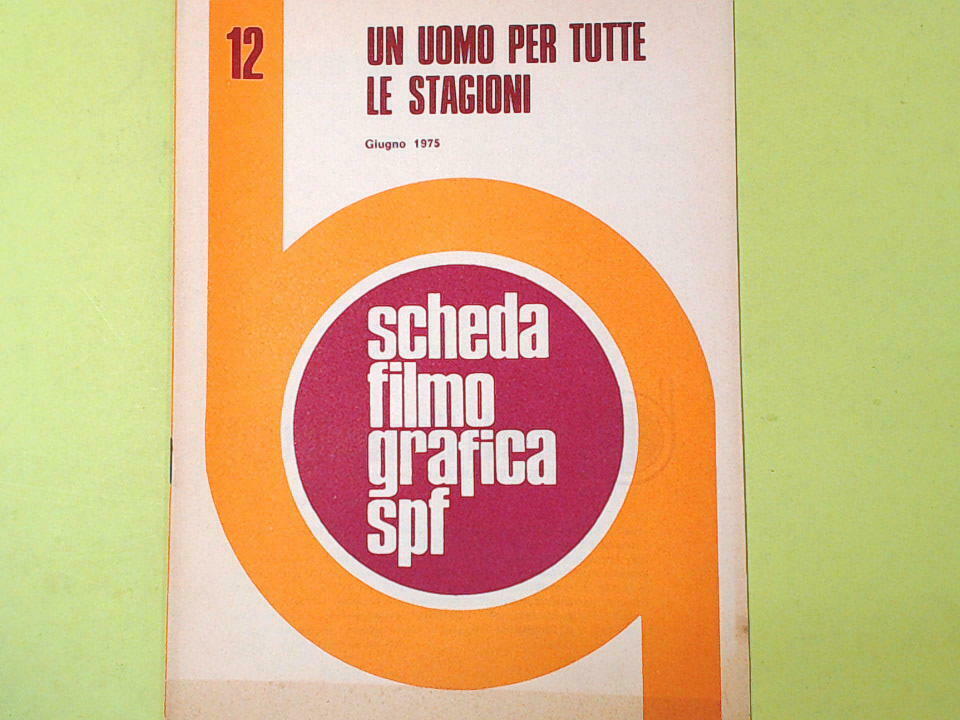 12
UN UOMO PER TUTTE
LE STAGIONI
Giugno 1975
scheda
filmo
grafica
spf